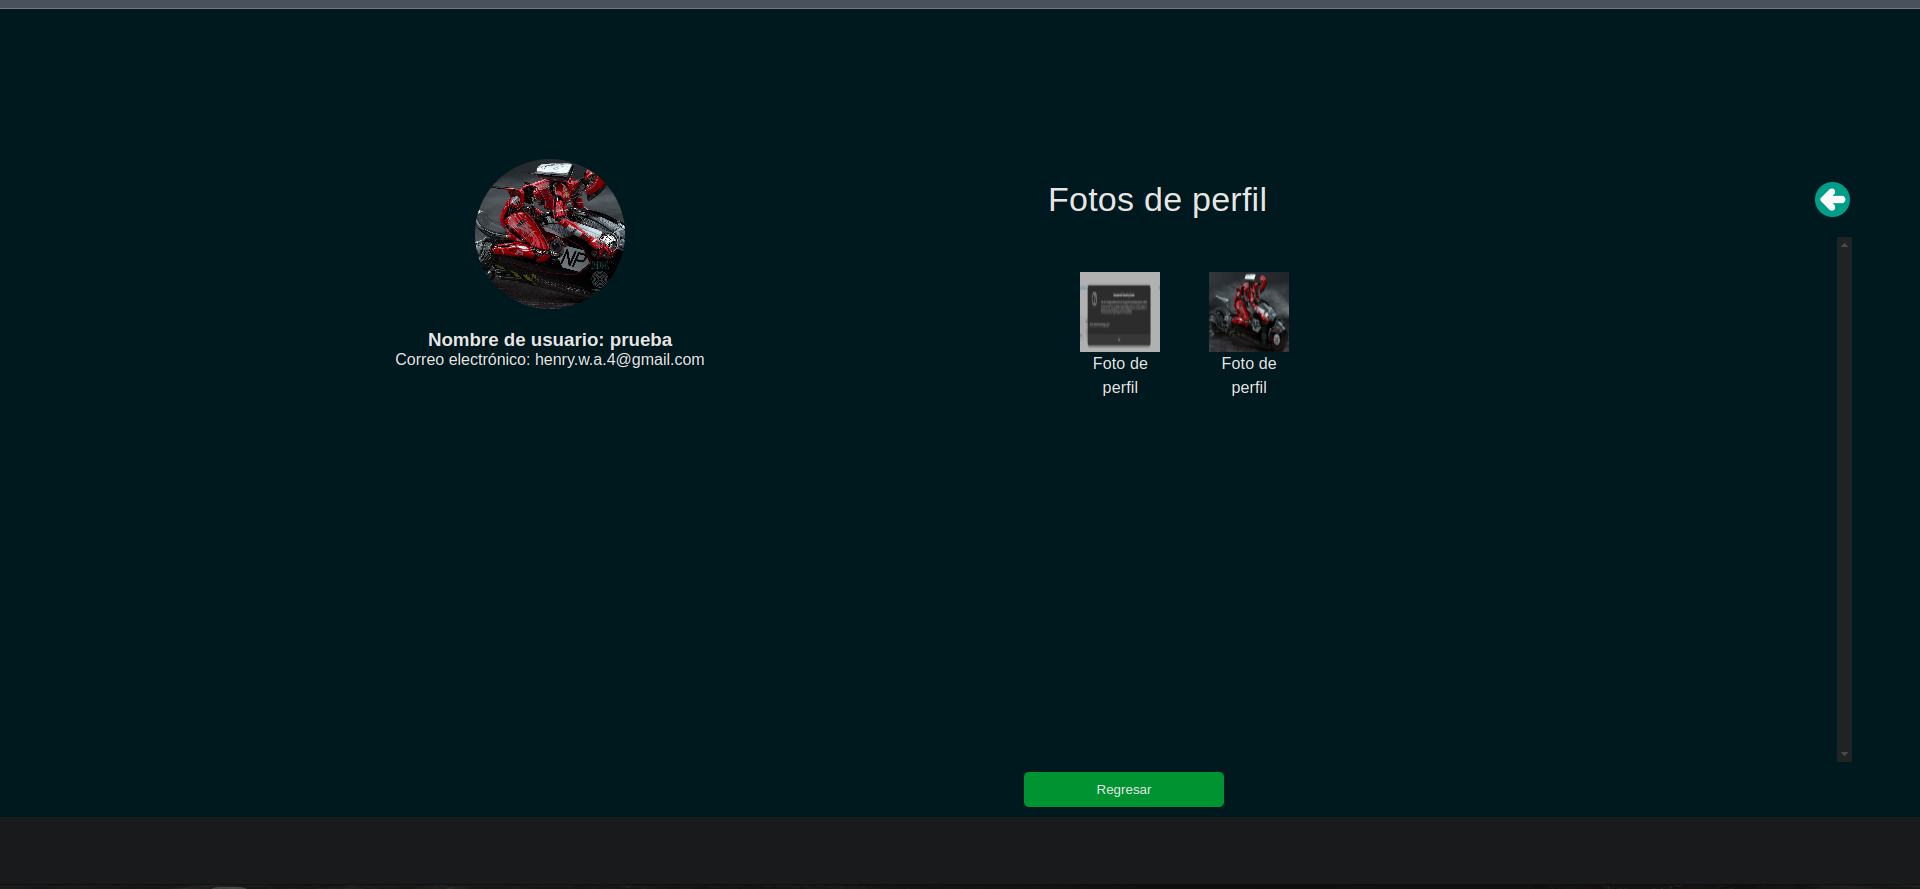 Fotos de perfil
NP
Nombre de usuario: prueba
Correo electrónico: henry.w.a.4@gmail.com
Foto de
perfil
Foto de
perfil
Regresar